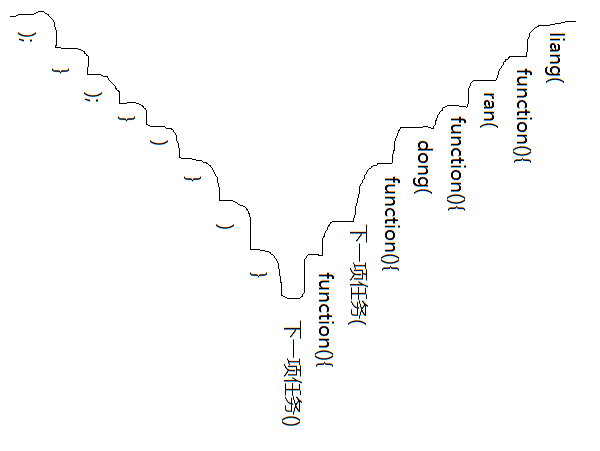 liang(
function(){
ran(
function(){
dong(
function(){
下一项任务(
function(){
下一项任务()
}
)
}
)
}
);
}
);